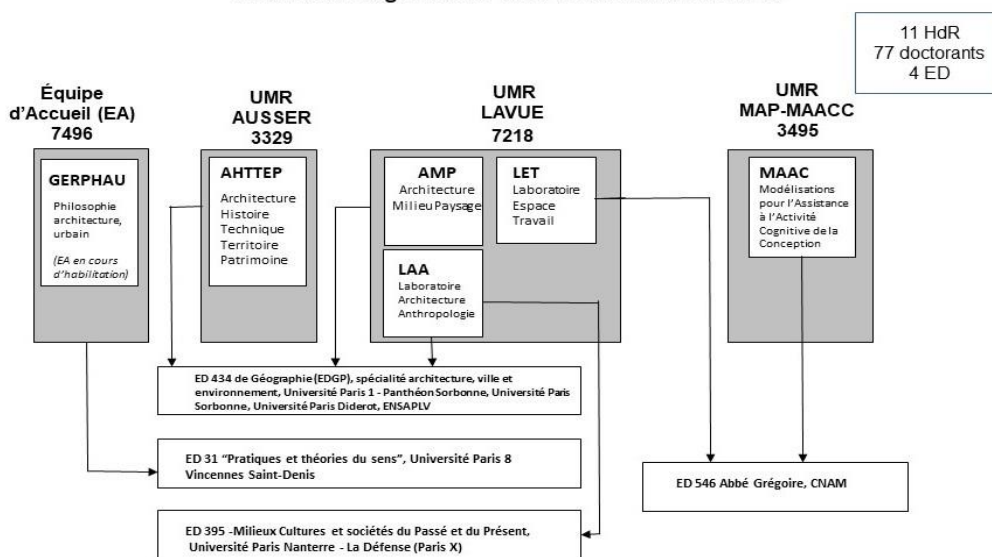 11 HdR
77 doctorants
4 ED
Équipe
d'Accueil (EA)
7496
UMR
AUSSER
3329
UMR
LAVUE
7218
UMR
MAP-MAACC
3495
GERPHAU
Philosophie
architecture,
urbain
(EA en cours
d'habilitation)
AHTTEP
Architecture
Histoire
Technique
Territoire
Patrimoine
AMP
Architecture
Milieu Paysage
LET
Laboratoire
Espace
Travail
LAA
Laboratoire
Architecture
Anthropologie
MAAC
Modélisations
pour l'Assistance
à l'Activité
Cognitive de la
Conception
ED 434 de Géographie (EDGP), spécialité architecture, ville et
environnement, Université Paris 1 - Panthéon Sorbonne, Université Paris
Sorbonne, Université Paris Diderot, ENSAPLV
ED 31 "Pratiques et théories du sens", Université Paris 8
Vincennes Saint-Denis
ED 546 Abbé Grégoire, CNAM
ED 395 -Milieux Cultures et sociétés du Passé et du Présent,
Université Paris Nanterre - La Défense (Paris X)